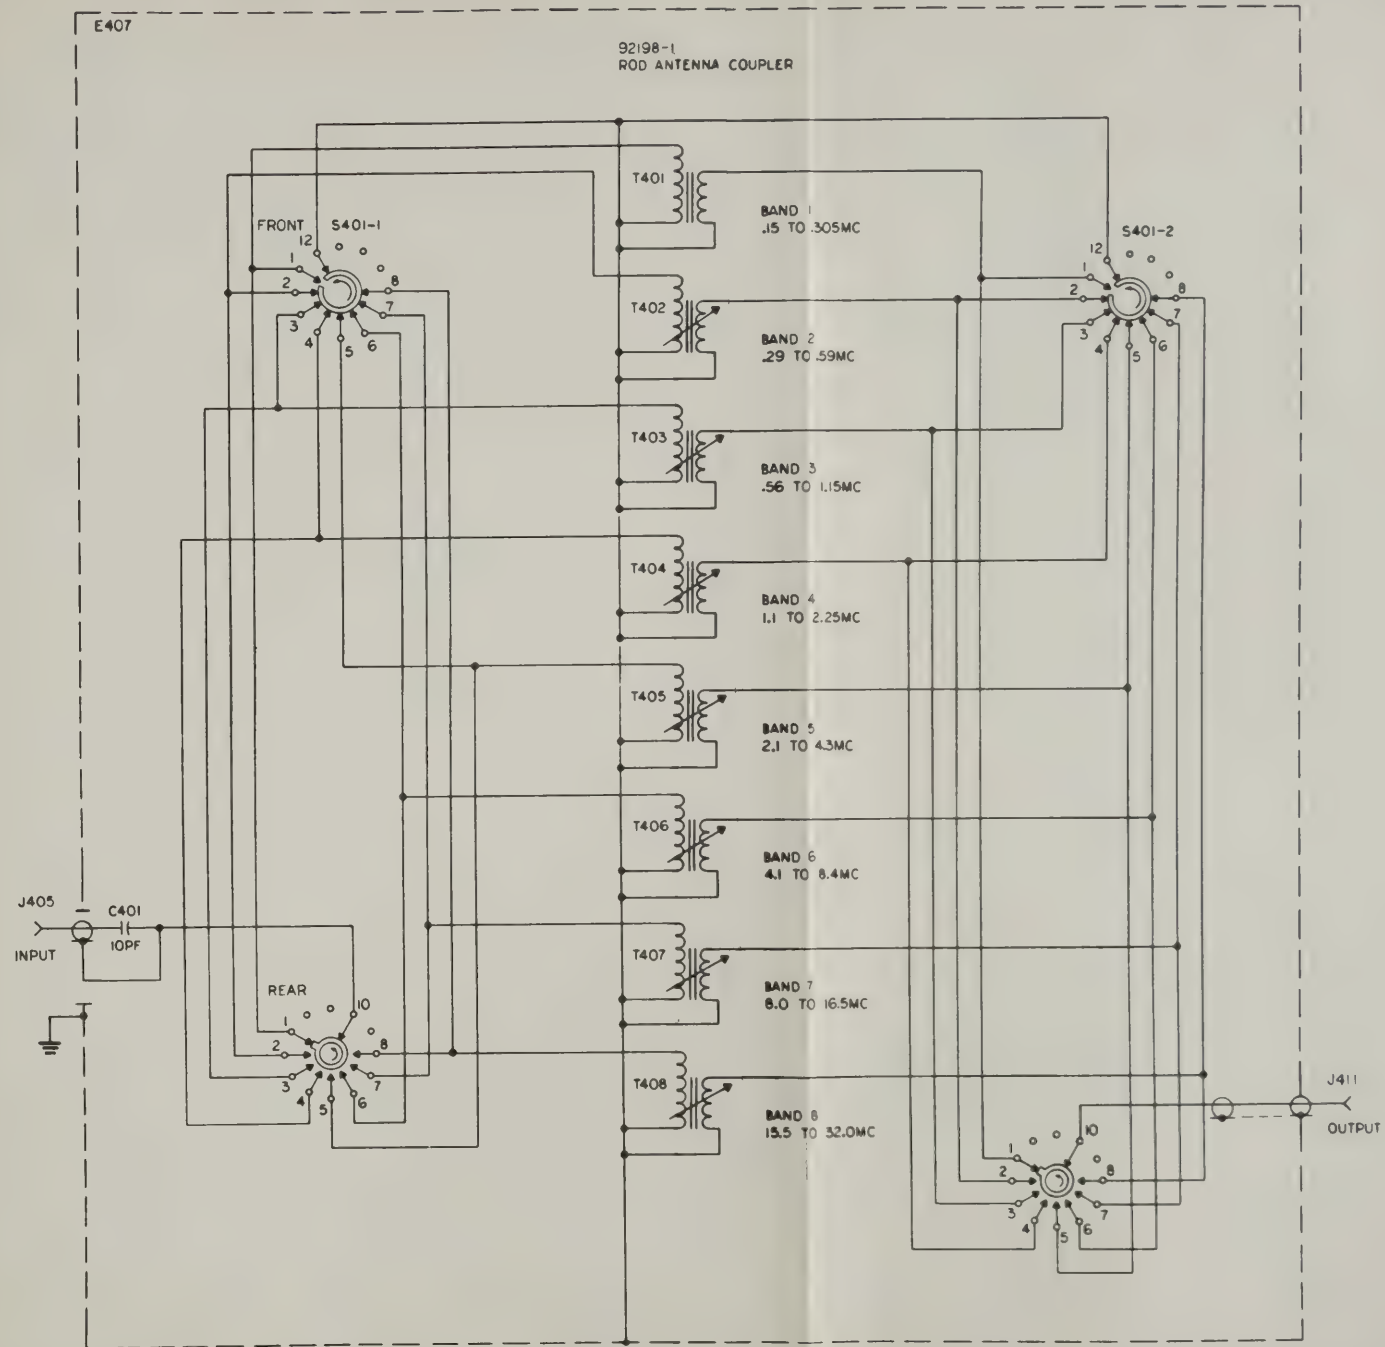 E407
92198-1
ROD ANTENNA COUPLER
T401
BAND 1
.15 TO .305MC
FRONT S401-1
12
1
2
3
4
5
6
7
8
S401-2
12
1
2
3
4
5
6
7
8
T402
BAND 2
.29 TO .59MC
T403
BAND 3
.56 TO 1.15MC
T404
BAND 4
1.1 TO 2.25MC
T405
BAND 5
2.1 TO 4.3MC
T406
BAND 6
4.1 TO 8.4MC
J405
INPUT
C401
10PF
T407
BAND 7
8.0 TO 16.5MC
REAR
10
1
2
3
4
5
6
7
8
T408
BAND 8
15.5 TO 32.0MC
J411
OUTPUT
10
1
2
3
4
5
6
7
8